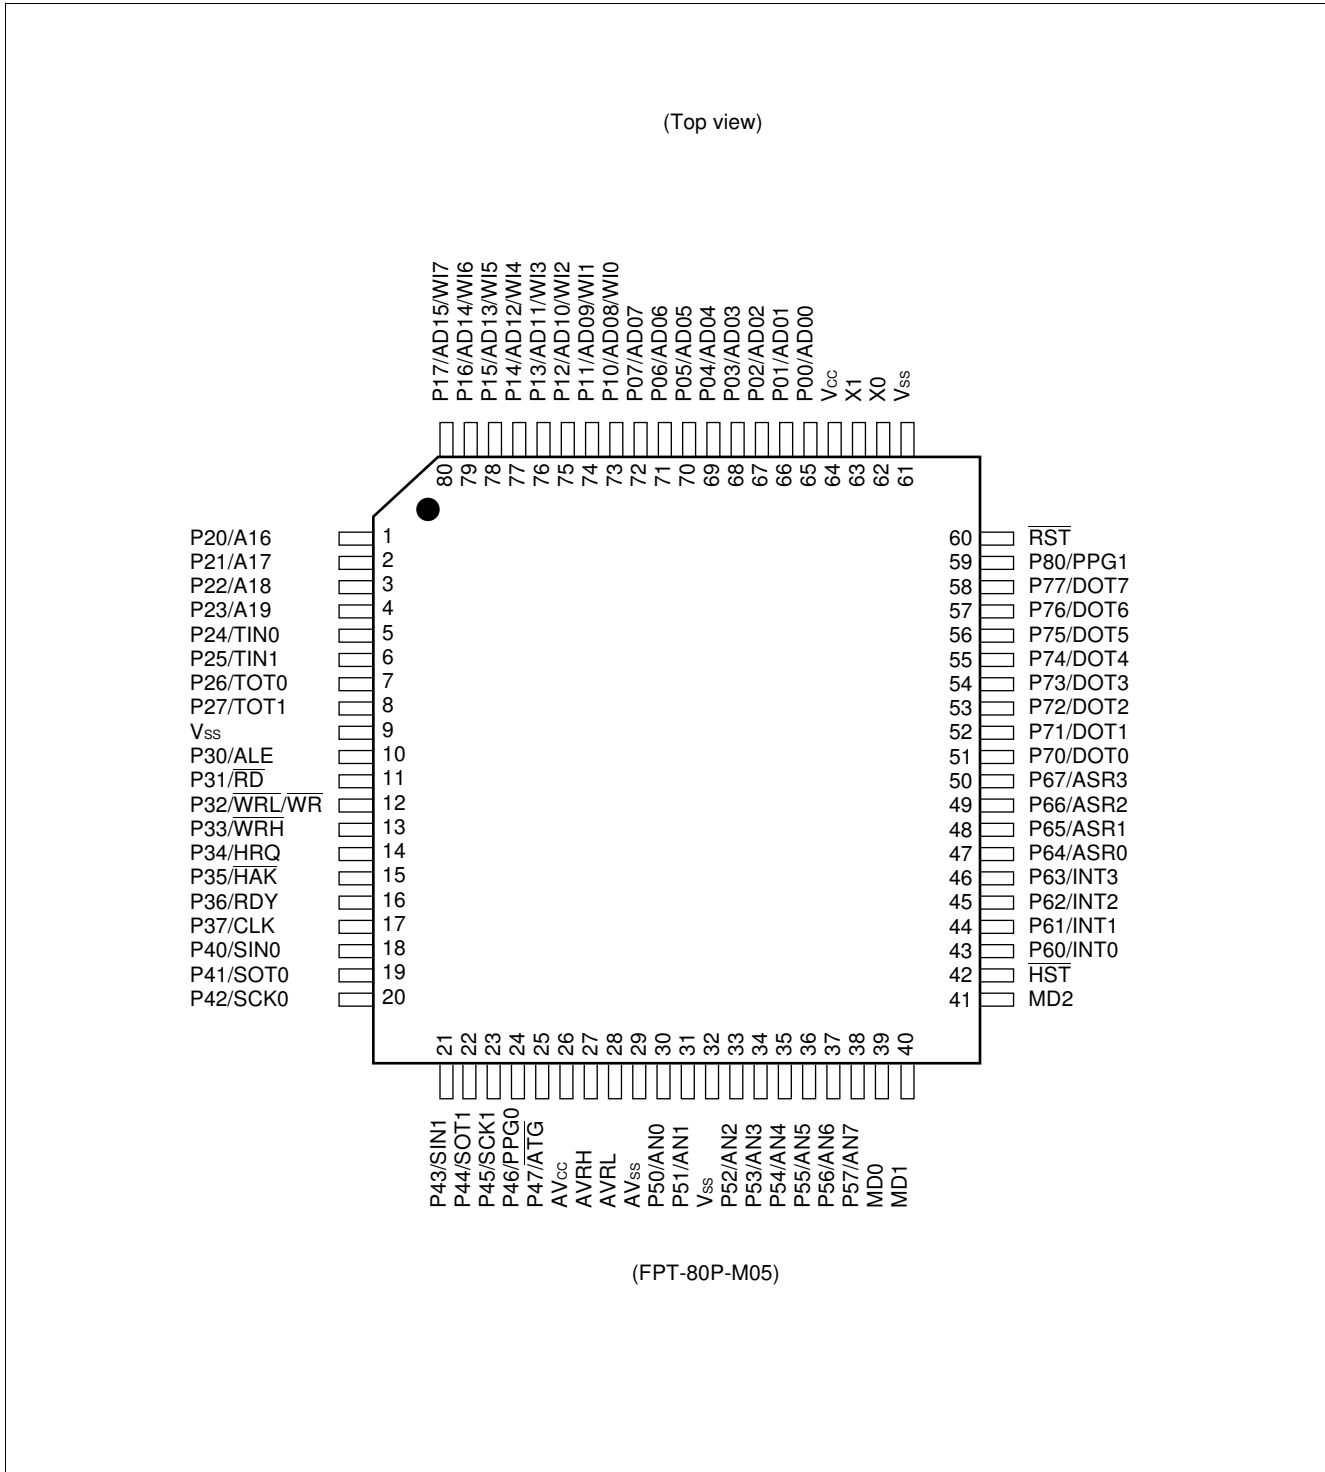 (Top view)
P17/AD15/WI7
P16/AD14/WI6
P15/AD13/WI5
P14/AD12/WI4
P13/AD11/WI3
P12/AD10/WI2
P11/AD09/WI1
P10/AD08/WI0
P07/AD07
P06/AD06
P05/AD05
P04/AD04
P03/AD03
P02/AD02
P01/AD01
P00/AD00
Vcc
X1
X0
Vss
80 79 78 77 76 75 74 73 72 71 70 69 68 67 66 65 64 63 62 61
P20/A16 1
P21/A17 2
P22/A18 3
P23/A19 4
P24/TIN0 5
P25/TIN1 6
P26/TOT0 7
P27/TOT1 8
Vss 9
P30/ALE 10
P31/R̅D̅ 11
P32/W̅R̅L̅/W̅R̅ 12
P33/W̅R̅H̅ 13
P34/HRQ 14
P35/H̅A̅K̅ 15
P36/RDY 16
P37/CLK 17
P40/SIN0 18
P41/SOT0 19
P42/SCK0 20
60 R̅S̅T̅
59 P80/PPG1
58 P77/DOT7
57 P76/DOT6
56 P75/DOT5
55 P74/DOT4
54 P73/DOT3
53 P72/DOT2
52 P71/DOT1
51 P70/DOT0
50 P67/ASR3
49 P66/ASR2
48 P65/ASR1
47 P64/ASR0
46 P63/INT3
45 P62/INT2
44 P61/INT1
43 P60/INT0
42 H̅S̅T̅
41 MD2
21 22 23 24 25 26 27 28 29 30 31 32 33 34 35 36 37 38 39 40
P43/SIN1
P44/SOT1
P45/SCK1
P46/PPG0
P47/A̅T̅G̅
AVcc
AVRH
AVRL
AVss
P50/AN0
P51/AN1
Vss
P52/AN2
P53/AN3
P54/AN4
P55/AN5
P56/AN6
P57/AN7
MD0
MD1
(FPT-80P-M05)